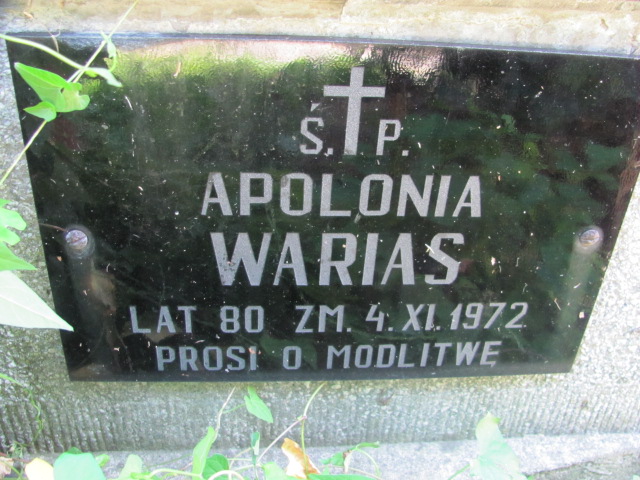 Ś. P.
APOLONIA
WARIAS
LAT 80 ZM. 4. XI. 1972
PROSI O MODLITWĘ